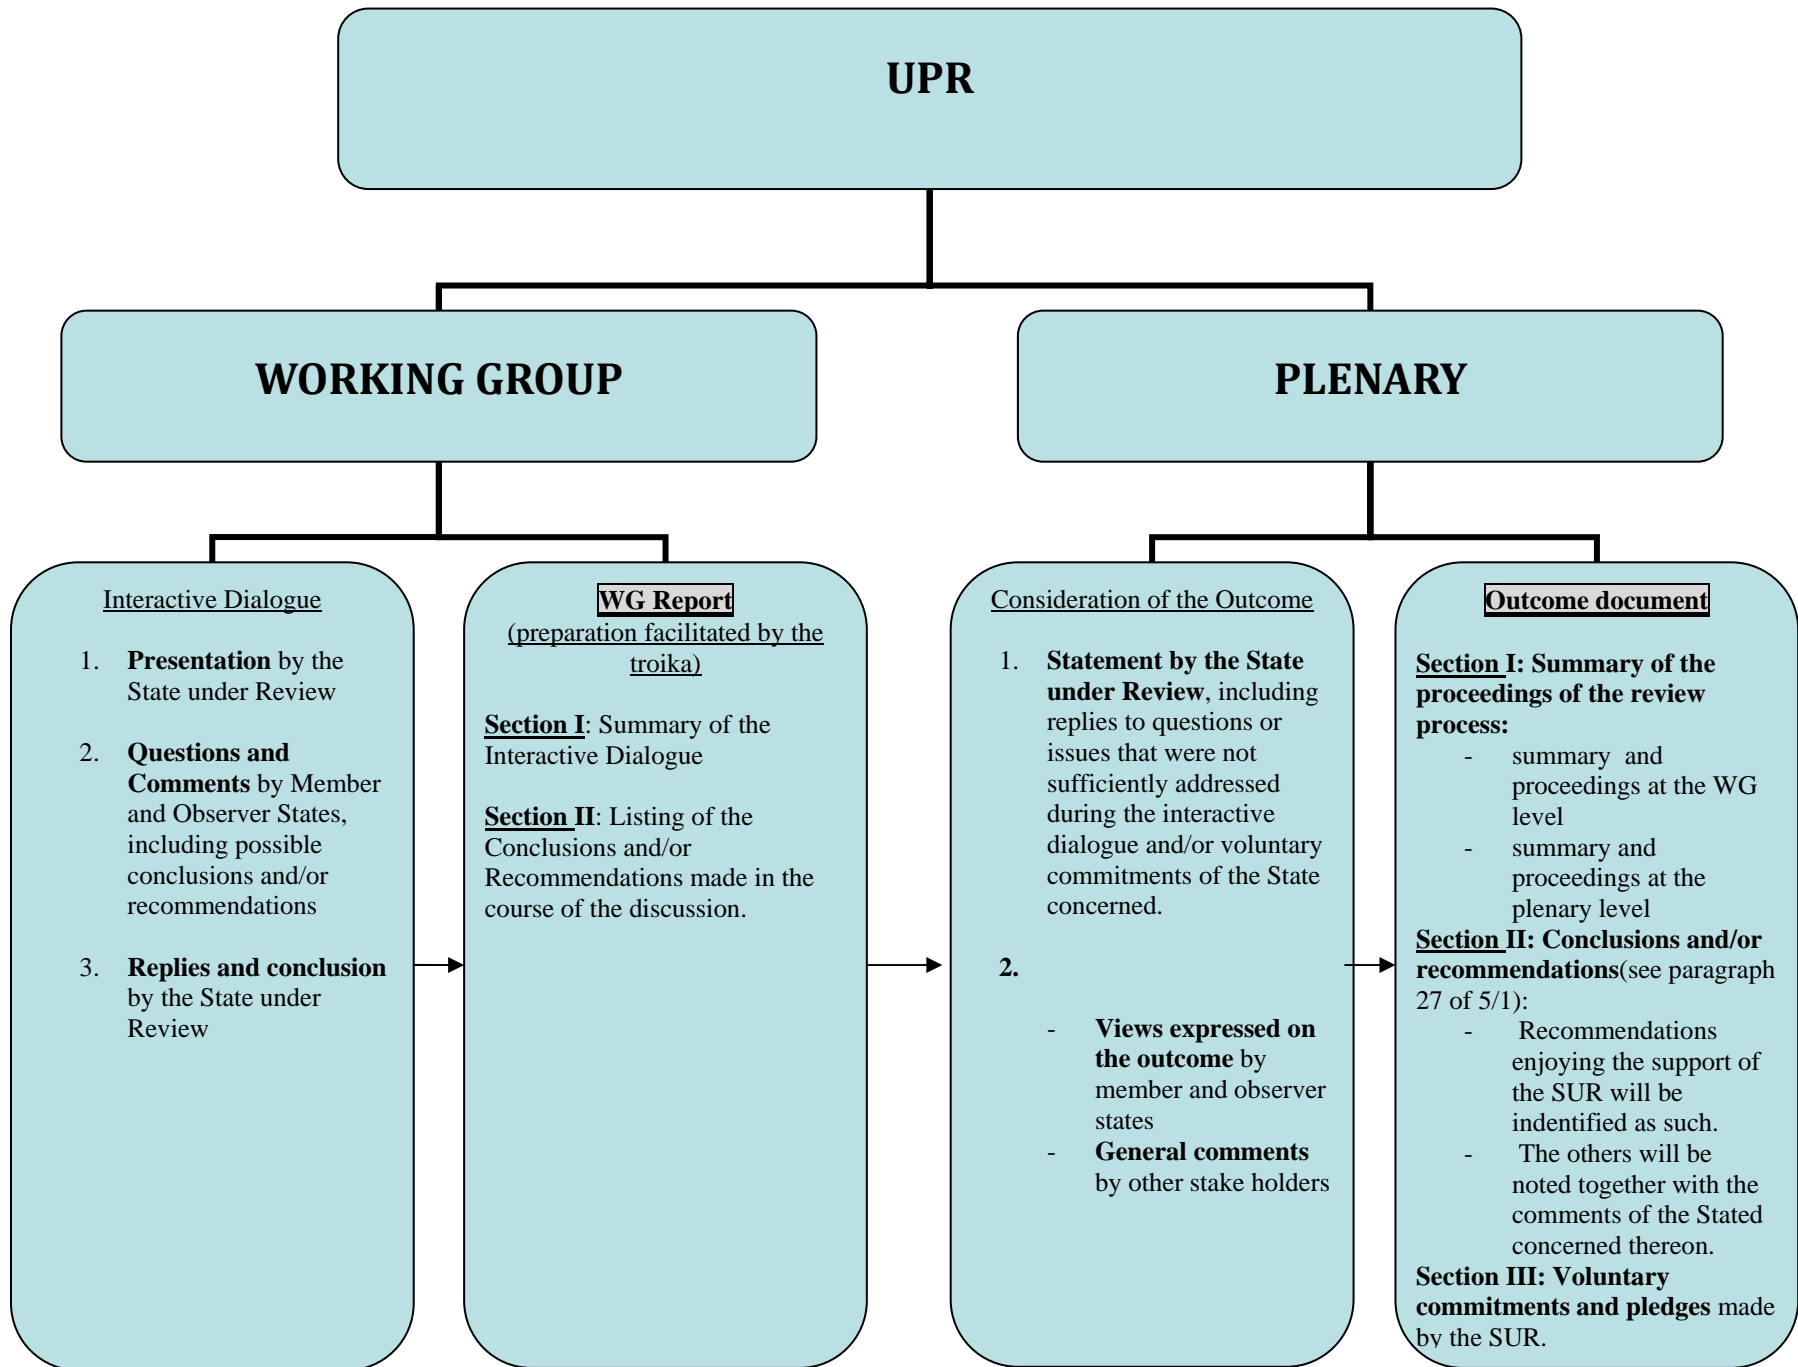 UPR
WORKING GROUP
PLENARY
Interactive Dialogue
1. Presentation by the
State under Review
2. Questions and
Comments by Member
and Observer States,
including possible
conclusions and/or
recommendations
3. Replies and conclusion
by the State under
Review
WG Report
(preparation facilitated by the
troika)
Section I: Summary of the
Interactive Dialogue
Section II: Listing of the
Conclusions and/or
Recommendations made in the
course of the discussion.
Consideration of the Outcome
1. Statement by the State
under Review, including
replies to questions or
issues that were not
sufficiently addressed
during the interactive
dialogue and/or voluntary
commitments of the State
concerned.
2.
- Views expressed on
the outcome by
member and observer
states
- General comments
by other stake holders
Outcome document
Section I: Summary of the
proceedings of the review
process:
- summary and
proceedings at the WG
level
- summary and
proceedings at the
plenary level
Section II: Conclusions and/or
recommendations(see paragraph
27 of 5/1):
- Recommendations
enjoying the support of
the SUR will be
indentified as such.
- The others will be
noted together with the
comments of the Stated
concerned thereon.
Section III: Voluntary
commitments and pledges made
by the SUR.